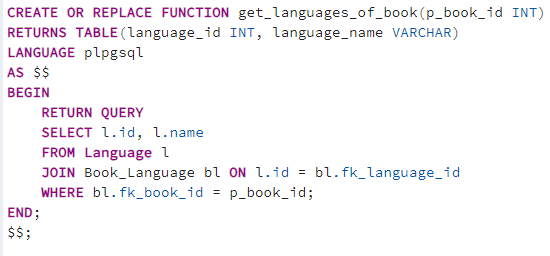 CREATE OR REPLACE FUNCTION get_languages_of_book(p_book_id INT)
RETURNS TABLE(language_id INT, language_name VARCHAR)
LANGUAGE plpgsql
AS $$
BEGIN
    RETURN QUERY
    SELECT l.id, l.name
    FROM Language l
    JOIN Book_Language bl ON l.id = bl.fk_language_id
    WHERE bl.fk_book_id = p_book_id;
END;
$$;